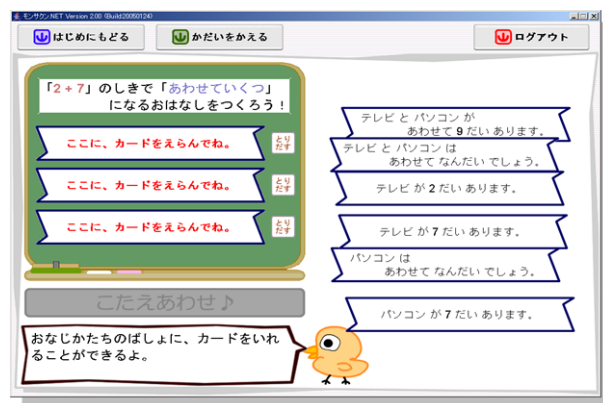 モンサクン.NET Version 2.00 (Build20050124)
はじめにもどる
かだいをかえる
ログアウト
「2+7」のしきで「あわせていくつ」
になるおはなしをつくろう！
ここに、カードをえらんでね。
とり
だす
ここに、カードをえらんでね。
とり
だす
ここに、カードをえらんでね。
とり
だす
こたえあわせ♪
おなじかたちのばしょに、カードをいれ
ることができるよ。
テレビ と パソコン が
あわせて 9 だい あります。
テレビ と パソコン は
あわせて なんだい でしょう。
テレビ が 2 だい あります。
テレビ が 7 だい あります。
パソコン は
あわせて なんだい でしょう。
パソコン が 7 だい あります。